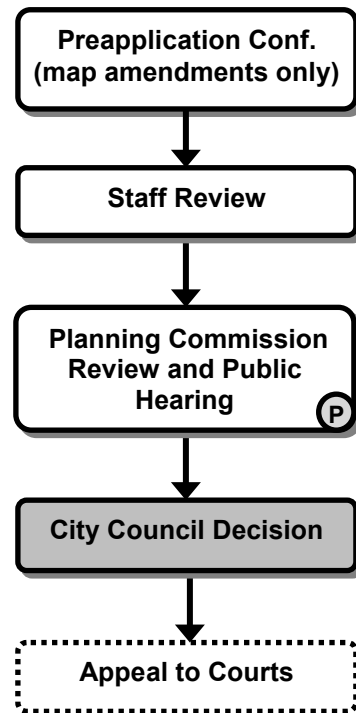 Preapplication Conf.
(map amendments only)
Staff Review
Planning Commission
Review and Public
Hearing
P
City Council Decision
Appeal to Courts